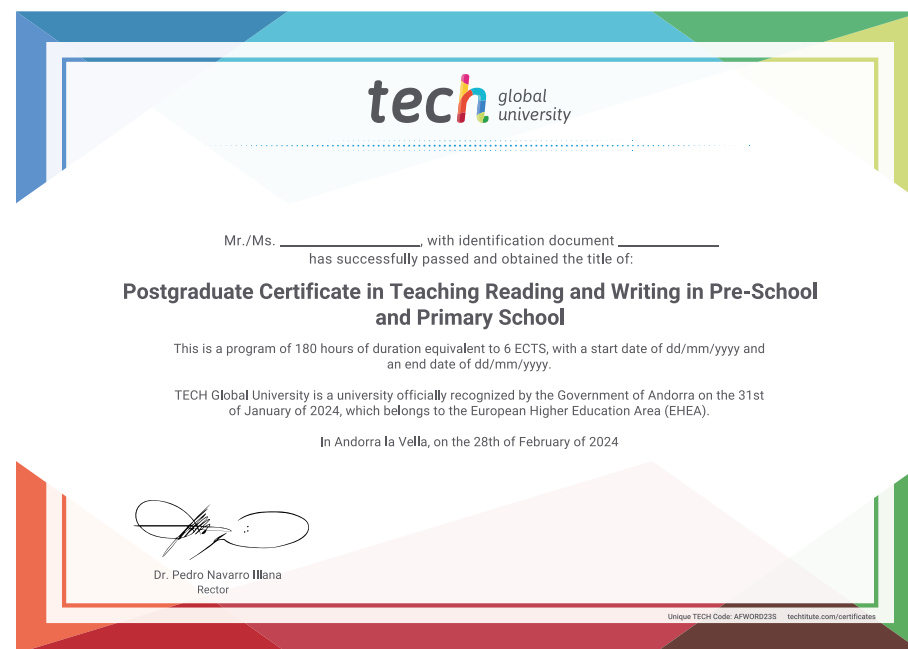 tech global university
Mr./Ms. ____________________, with identification document ______________
has successfully passed and obtained the title of:
Postgraduate Certificate in Teaching Reading and Writing in Pre-School
and Primary School
This is a program of 180 hours of duration equivalent to 6 ECTS, with a start date of dd/mm/yyyy and
an end date of dd/mm/yyyy.
TECH Global University is a university officially recognized by the Government of Andorra on the 31st
of January of 2024, which belongs to the European Higher Education Area (EHEA).
In Andorra la Vella, on the 28th of February of 2024
Dr. Pedro Navarro Illana
Rector
Unique TECH Code: AFWORD23S techtitute.com/certificates